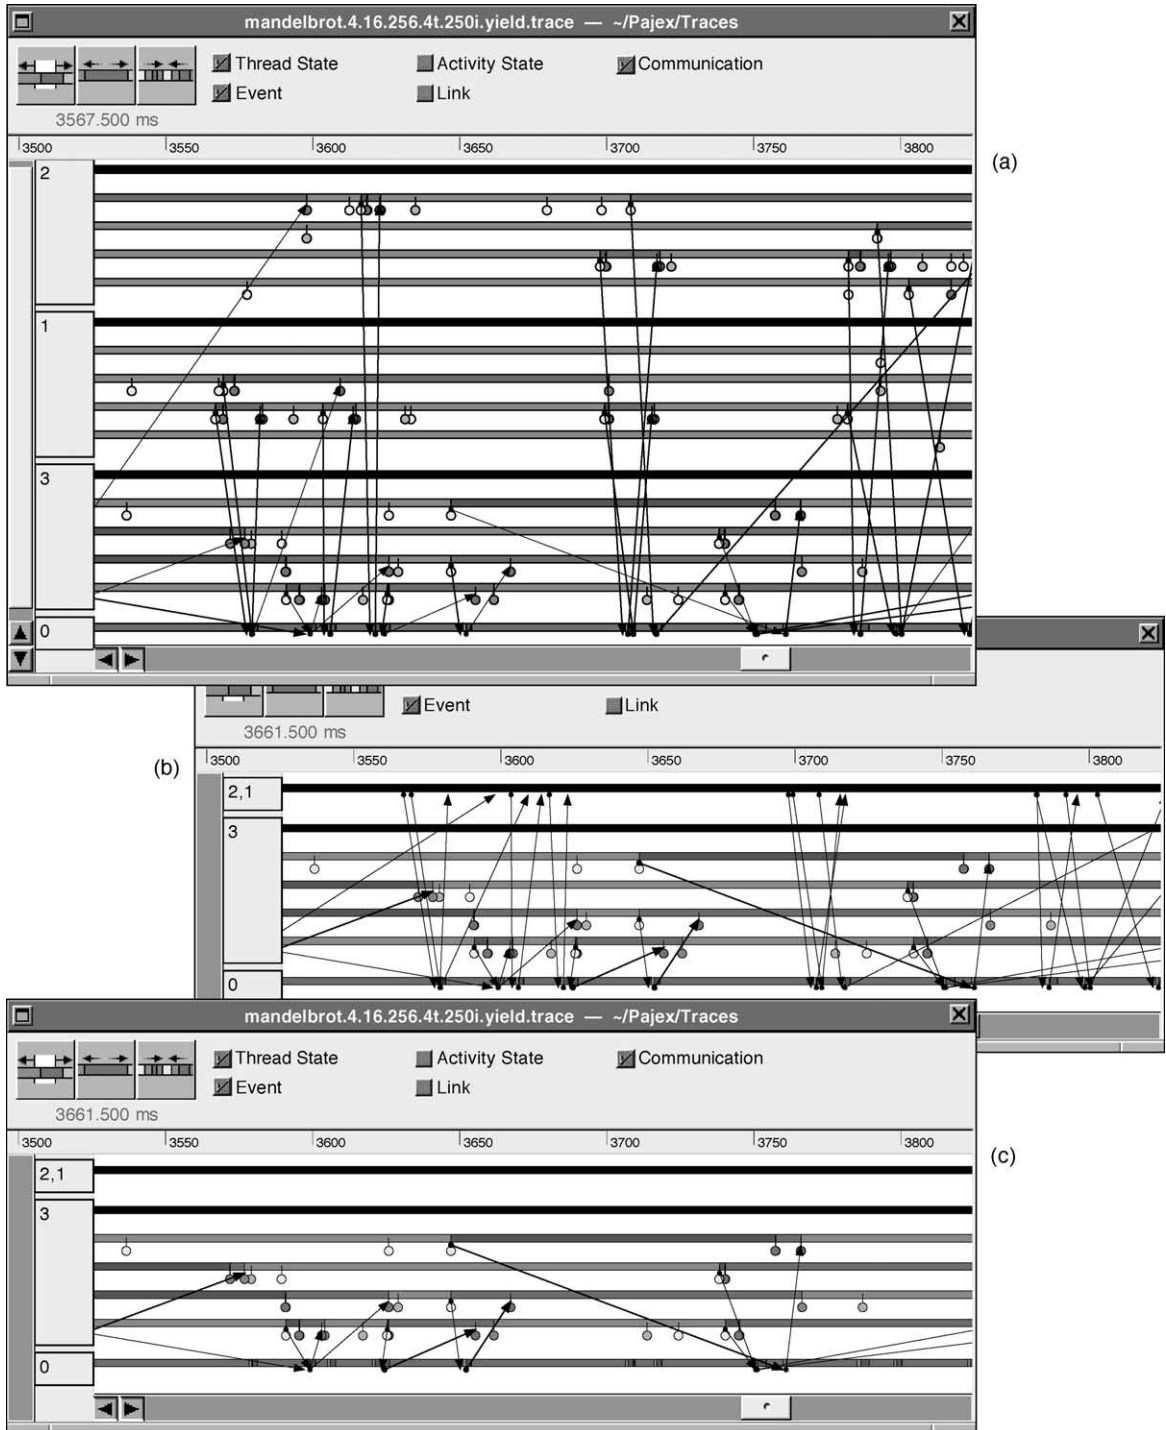 mandelbrot.4.16.256.4t.250i.yield.trace — ~/Pajex/Traces
Thread State Activity State Communication
Event Link
3567.500 ms
3500 3550 3600 3650 3700 3750 3800
(a)
2
1
3
0
Event Link
3661.500 ms
(b)
3500 3550 3600 3650 3700 3750 3800
2,1
3
0
mandelbrot.4.16.256.4t.250i.yield.trace — ~/Pajex/Traces
Thread State Activity State Communication
Event Link
3661.500 ms
3500 3550 3600 3650 3700 3750 3800
(c)
2,1
3
0